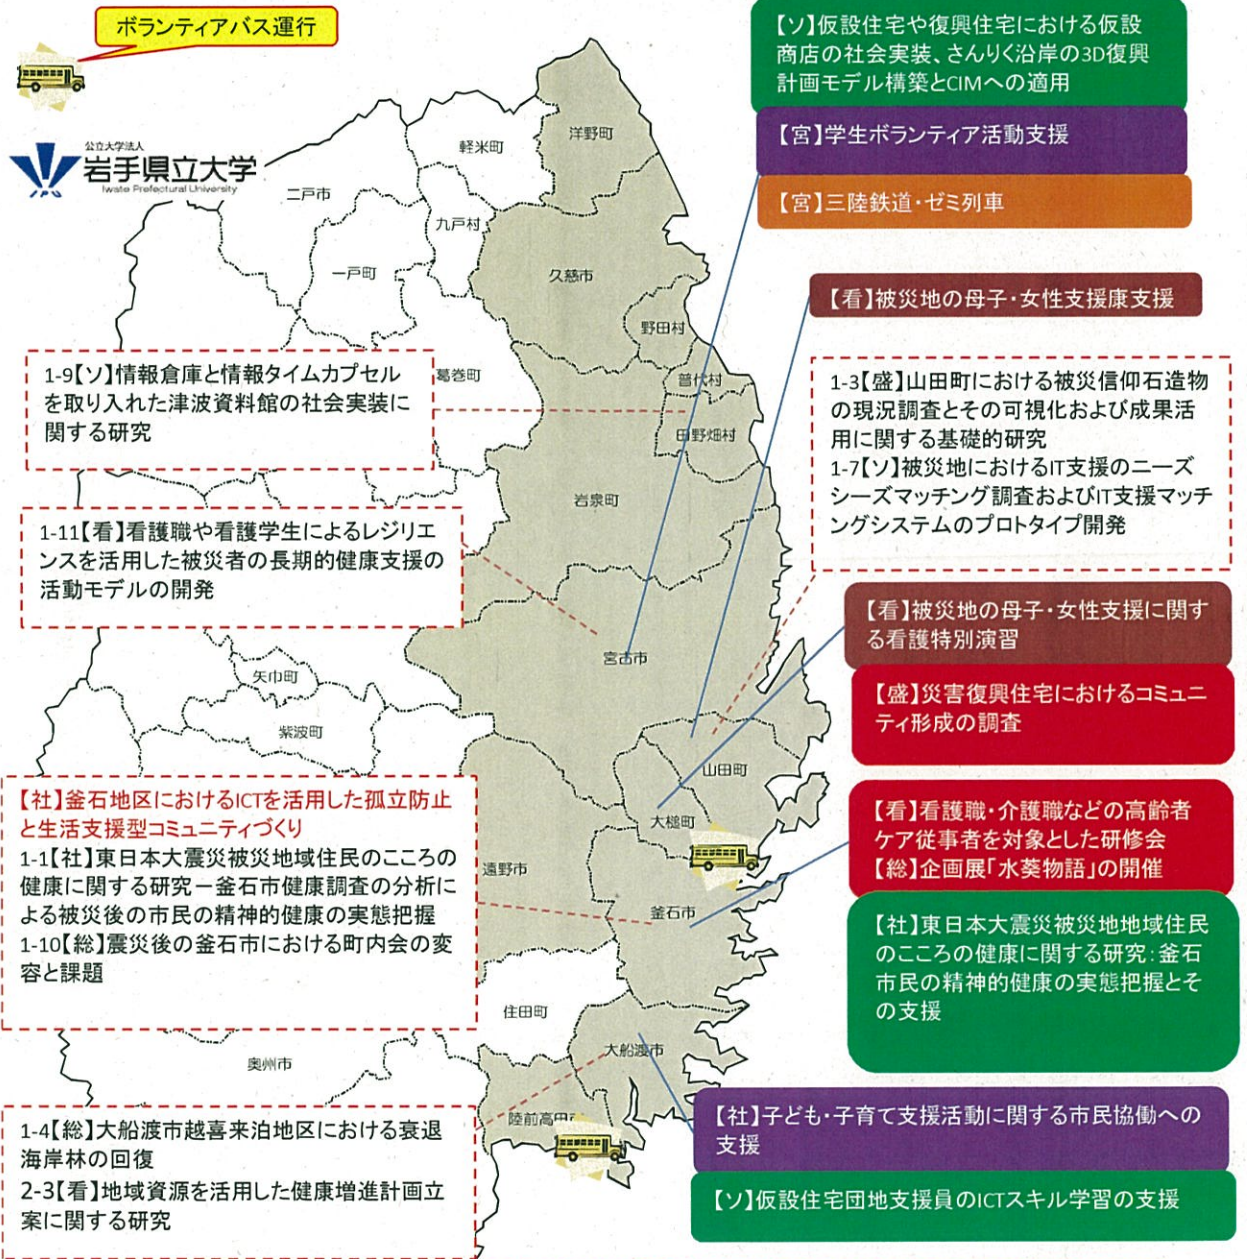 ボランティアバス運行
公立大学法人
岩手県立大学
Iwate Prefectural University
【ソ】仮設住宅や復興住宅における仮設
商店の社会実装、さんりく沿岸の3D復興
計画モデル構築とCIMへの適用
【宮】学生ボランティア活動支援
【宮】三陸鉄道・ゼミ列車
【看】被災地の母子・女性支援康支援
1-3【盛】山田町における被災信仰石造物
の現況調査とその可視化および成果活
用に関する基礎的研究
1-7【ソ】被災地におけるIT支援のニーズ
シーズマッチング調査およびIT支援マッチ
ングシステムのプロトタイプ開発
【看】被災地の母子・女性支援に関す
る看護特別演習
【盛】災害復興住宅におけるコミュニ
ティ形成の調査
【看】看護職・介護職などの高齢者
ケア従事者を対象とした研修会
【総】企画展「水葵物語」の開催
【社】東日本大震災被災地地域住民
のこころの健康に関する研究：釜石
市民の精神的健康の実態把握とそ
の支援
【社】子ども・子育て支援活動に関する市民協働への
支援
【ソ】仮設住宅団地支援員のICTスキル学習の支援
1-9【ソ】情報倉庫と情報タイムカプセル
を取り入れた津波資料館の社会実装に
関する研究
1-11【看】看護職や看護学生によるレジリエ
ンスを活用した被災者の長期的健康支援の
活動モデルの開発
【社】釜石地区におけるICTを活用した孤立防止
と生活支援型コミュニティづくり
1-1【社】東日本大震災被災地域住民のこころの
健康に関する研究－釜石市健康調査の分析に
よる被災後の市民の精神的健康の実態把握
1-10【総】震災後の釜石市における町内会の変
容と課題
1-4【総】大船渡市越喜来泊地区における衰退
海岸林の回復
2-3【看】地域資源を活用した健康増進計画立
案に関する研究
洋野町
軽米町
二戸市
九戸村
一戸町
久慈市
野田村
葛巻町
普代村
田野畑村
岩泉町
宮古市
矢巾町
紫波町
山田町
大槌町
遠野市
釜石市
住田町
大船渡市
奥州市
陸前高田